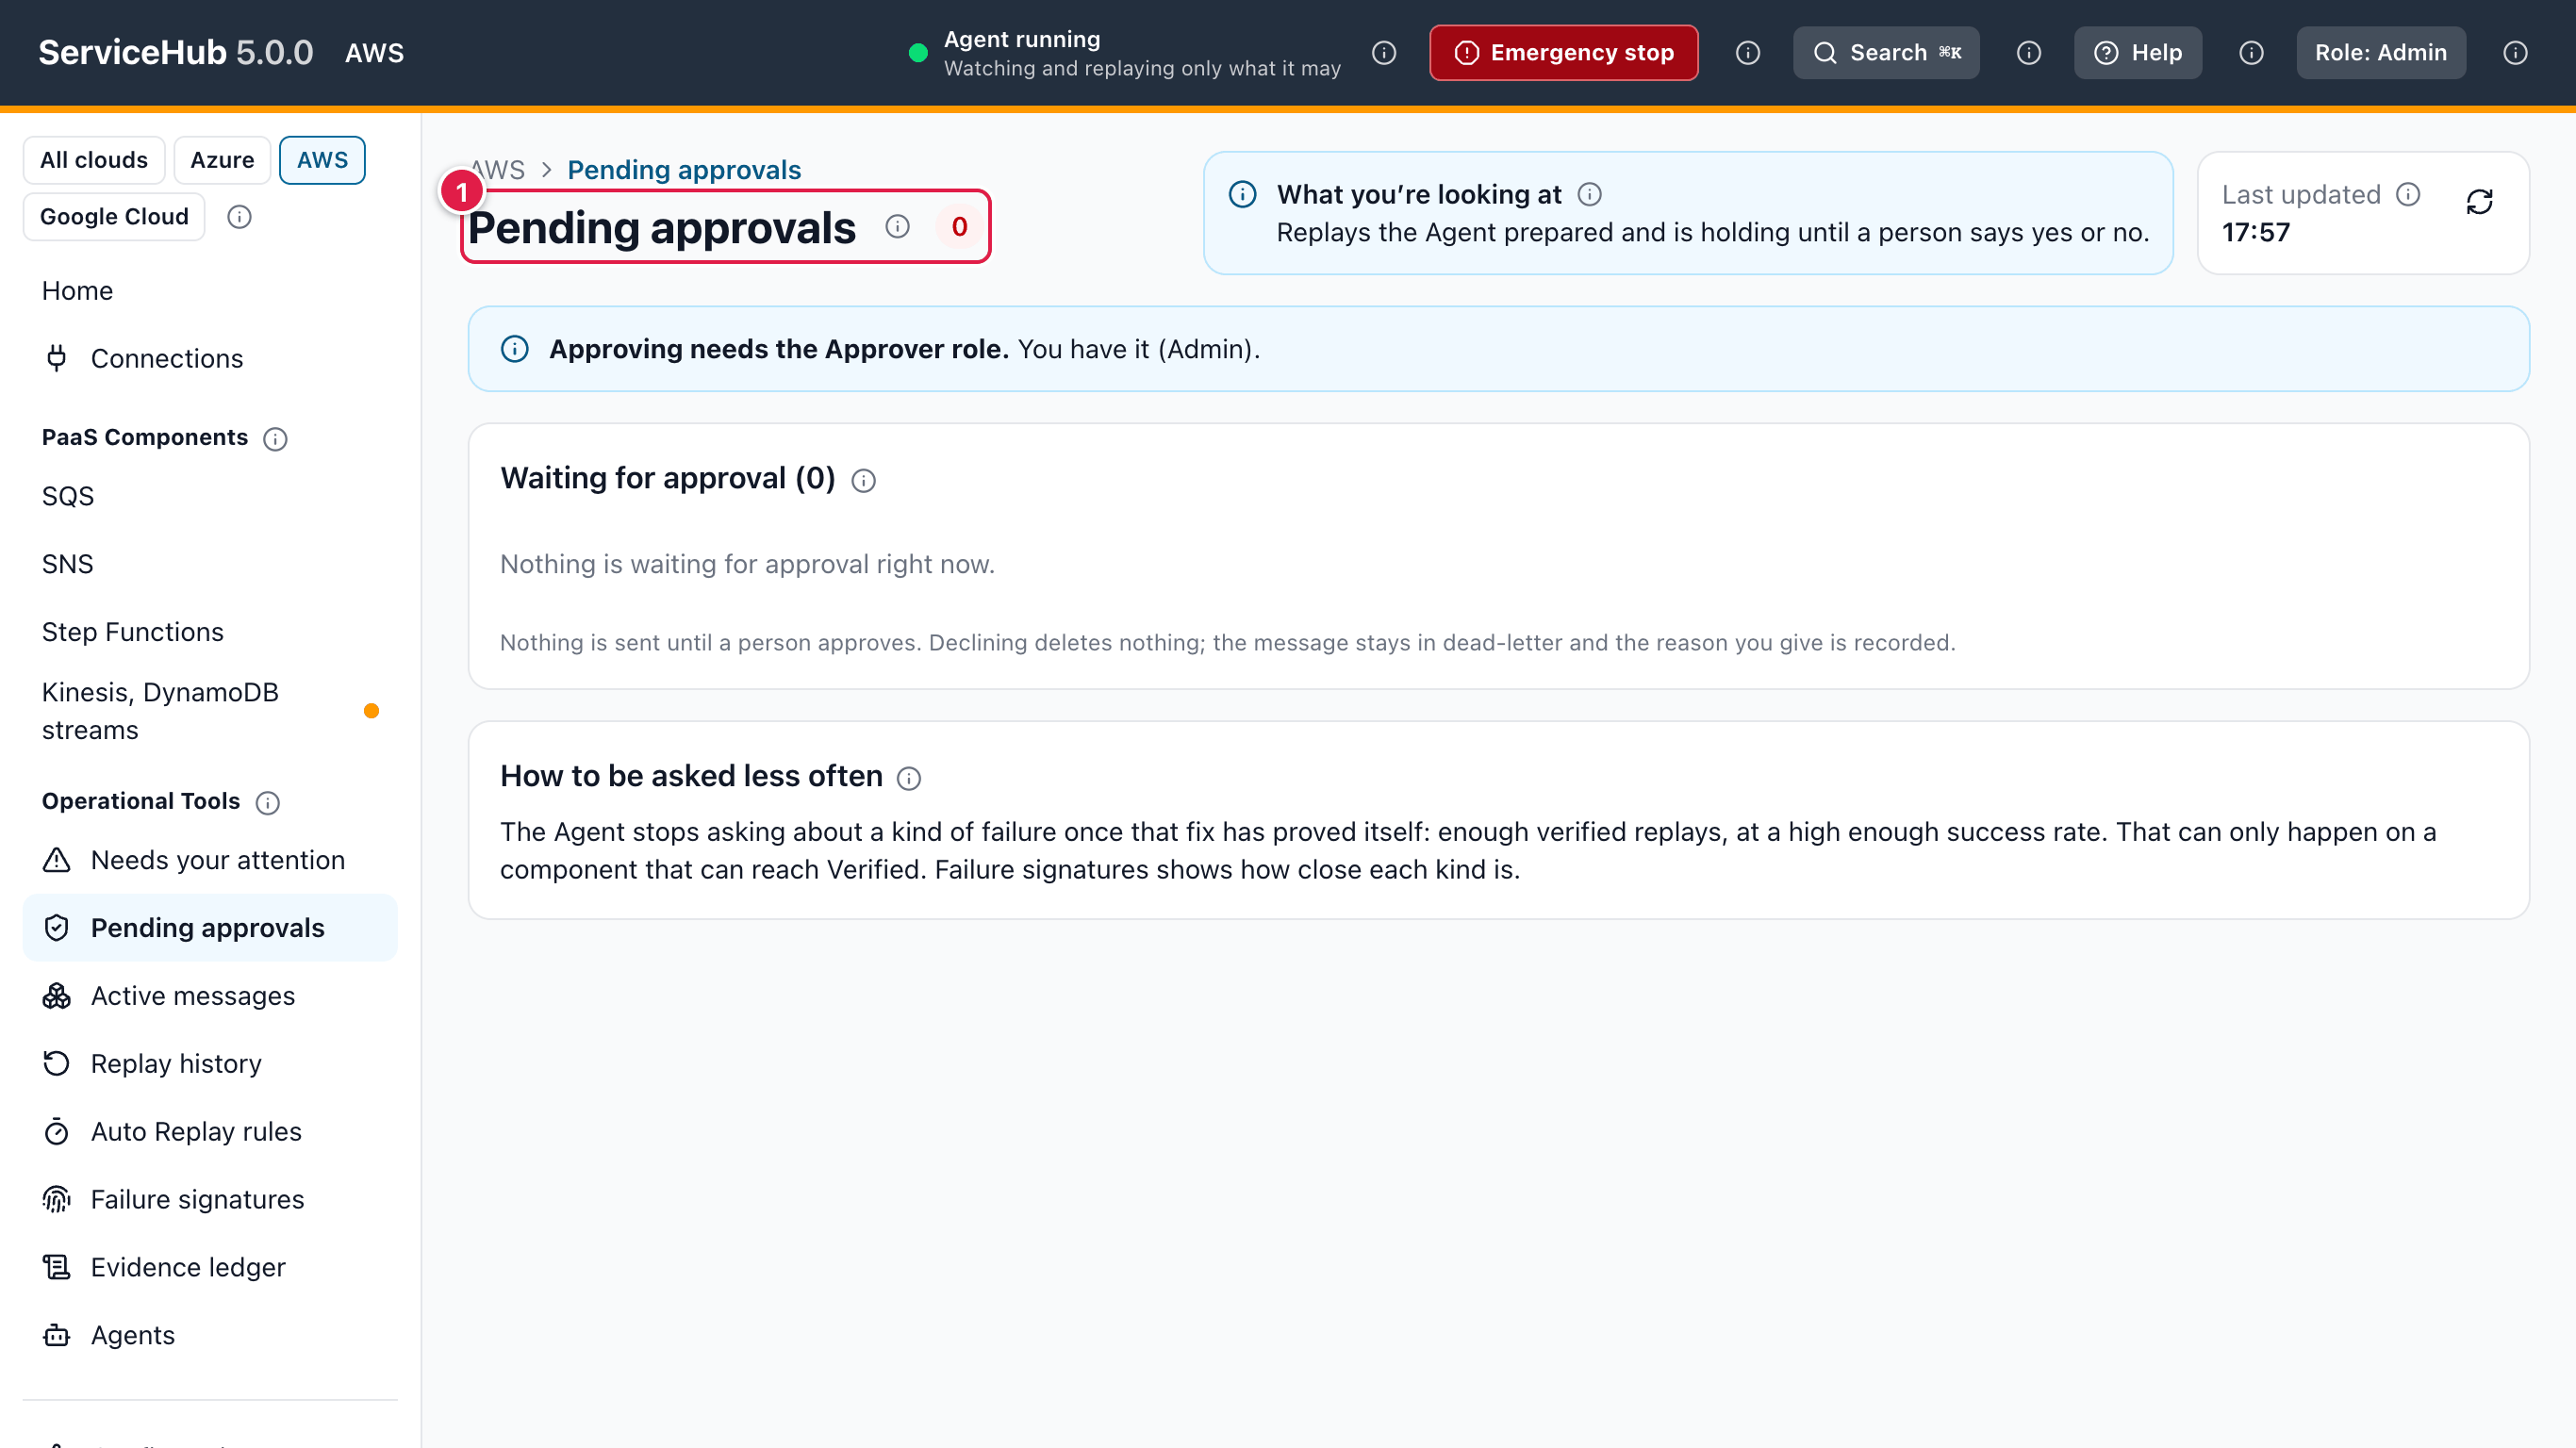 ServiceHub 5.0.0 AWS
Agent running
Watching and replaying only what it may
Emergency stop
Search ⌘K
Help
Role: Admin
All clouds
Azure
AWS
Google Cloud
Home
Connections
PaaS Components
SQS
SNS
Step Functions
Kinesis, DynamoDB
streams
Operational Tools
Needs your attention
Pending approvals
Active messages
Replay history
Auto Replay rules
Failure signatures
Evidence ledger
Agents
AWS > Pending approvals
1
Pending approvals 0
What you’re looking at
Replays the Agent prepared and is holding until a person says yes or no.
Last updated
17:57
Approving needs the Approver role. You have it (Admin).
Waiting for approval (0)
Nothing is waiting for approval right now.
Nothing is sent until a person approves. Declining deletes nothing; the message stays in dead-letter and the reason you give is recorded.
How to be asked less often
The Agent stops asking about a kind of failure once that fix has proved itself: enough verified replays, at a high enough success rate. That can only happen on a
component that can reach Verified. Failure signatures shows how close each kind is.